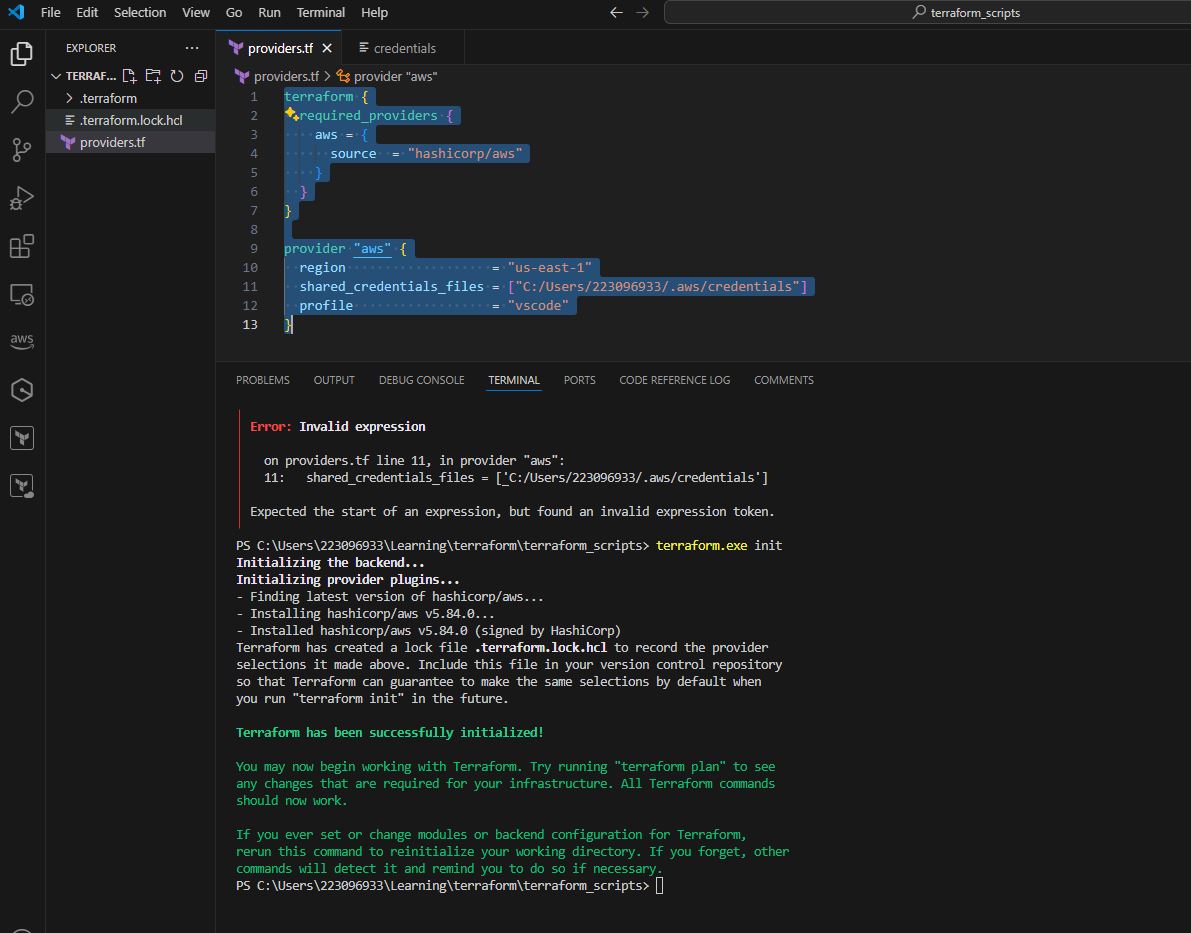 File Edit Selection View Go Run Terminal Help
terraform_scripts
EXPLORER
TERRAF...
.terraform
.terraform.lock.hcl
providers.tf
aws
providers.tf
credentials
providers.tf > provider "aws"
1 terraform {
2 required_providers {
3 aws = {
4 source = "hashicorp/aws"
5 }
6 }
7 }
8
9 provider "aws" {
10 region = "us-east-1"
11 shared_credentials_files = ["C:/Users/223096933/.aws/credentials"]
12 profile = "vscode"
13 }
PROBLEMS OUTPUT DEBUG CONSOLE TERMINAL PORTS CODE REFERENCE LOG COMMENTS
Error: Invalid expression
on providers.tf line 11, in provider "aws":
11: shared_credentials_files = ['C:/Users/223096933/.aws/credentials']
Expected the start of an expression, but found an invalid expression token.
PS C:\Users\223096933\Learning\terraform\terraform_scripts> terraform.exe init
Initializing the backend...
Initializing provider plugins...
- Finding latest version of hashicorp/aws...
- Installing hashicorp/aws v5.84.0...
- Installed hashicorp/aws v5.84.0 (signed by HashiCorp)
Terraform has created a lock file .terraform.lock.hcl to record the provider
selections it made above. Include this file in your version control repository
so that Terraform can guarantee to make the same selections by default when
you run "terraform init" in the future.
Terraform has been successfully initialized!
You may now begin working with Terraform. Try running "terraform plan" to see
any changes that are required for your infrastructure. All Terraform commands
should now work.
If you ever set or change modules or backend configuration for Terraform,
rerun this command to reinitialize your working directory. If you forget, other
commands will detect it and remind you to do so if necessary.
PS C:\Users\223096933\Learning\terraform\terraform_scripts>